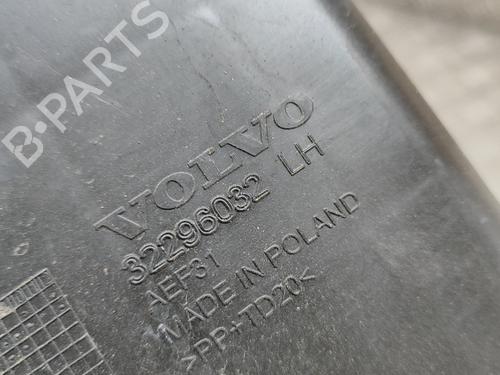 B-PARTS
VOLVO
32296032 LH
AEF31
MADE IN POLAND
>PP+TD20<